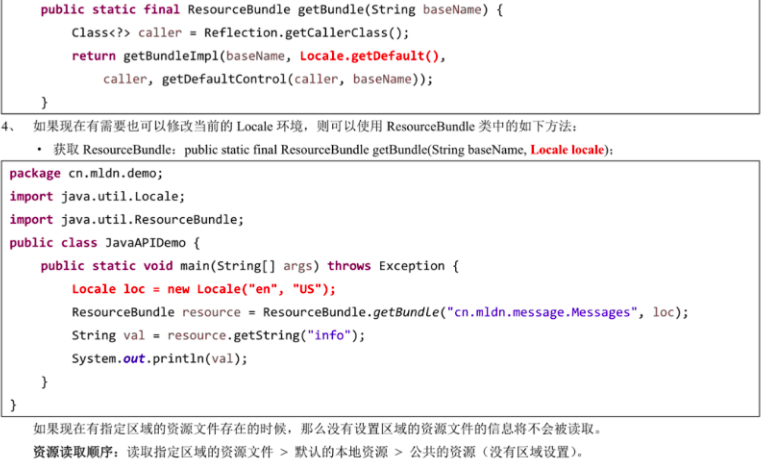 public static final ResourceBundle getBundle(String baseName) {
Class<?> caller = Reflection.getCallerClass();
return getBundleImpl(baseName, Locale.getDefault(),
caller, getDefaultControl(caller, baseName));
}
4、 如果现在有需要也可以修改当前的 Locale 环境，则可以使用 ResourceBundle 类中的如下方法：
• 获取 ResourceBundle：public static final ResourceBundle getBundle(String baseName, Locale locale)；
package cn.mldn.demo;
import java.util.Locale;
import java.util.ResourceBundle;
public class JavaAPIDemo {
public static void main(String[] args) throws Exception {
Locale loc = new Locale("en", "US");
ResourceBundle resource = ResourceBundle.getBundle("cn.mldn.message.Messages", loc);
String val = resource.getString("info");
System.out.println(val);
}
}
如果现在有指定区域的资源文件存在的时候，那么没有设置区域的资源文件的信息将不会被读取。
资源读取顺序：读取指定区域的资源文件 > 默认的本地资源 > 公共的资源（没有区域设置）。